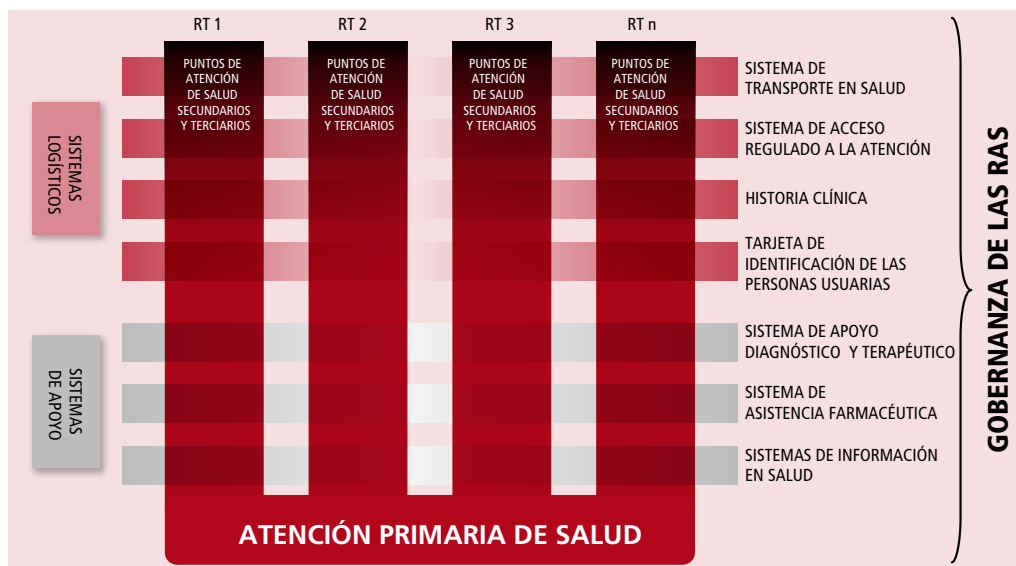 RT 1
RT 2
RT 3
RT n
PUNTOS DE
ATENCIÓN
DE SALUD
SECUNDARIOS
Y TERCIARIOS
PUNTOS DE
ATENCIÓN
DE SALUD
SECUNDARIOS
Y TERCIARIOS
PUNTOS DE
ATENCIÓN
DE SALUD
SECUNDARIOS
Y TERCIARIOS
PUNTOS DE
ATENCIÓN
DE SALUD
SECUNDARIOS
Y TERCIARIOS
SISTEMAS
LOGÍSTICOS
SISTEMAS
DE APOYO
SISTEMA DE
TRANSPORTE EN SALUD
SISTEMA DE ACCESO
REGULADO A LA ATENCIÓN
HISTORIA CLÍNICA
TARJETA DE
IDENTIFICACIÓN DE LAS
PERSONAS USUARIAS
SISTEMA DE APOYO
DIAGNÓSTICO Y TERAPÉUTICO
SISTEMA DE
ASISTENCIA FARMACÉUTICA
SISTEMAS DE INFORMACIÓN
EN SALUD
GOBERNANZA DE LAS RAS
ATENCIÓN PRIMARIA DE SALUD